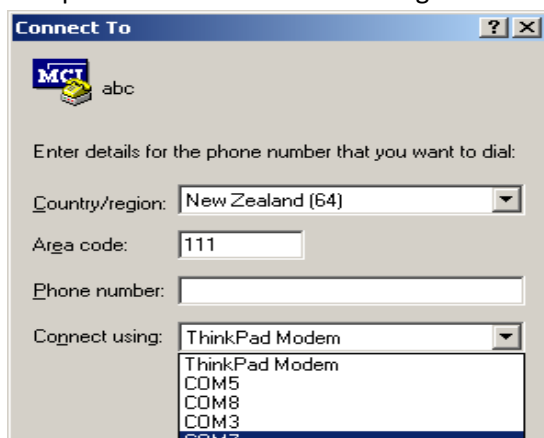 Connect To
MCI
abc
Enter details for the phone number that you want to dial:
Country/region: New Zealand (64)
Area code: 111
Phone number:
Connect using: ThinkPad Modem
ThinkPad Modem
COM5
COM8
COM3